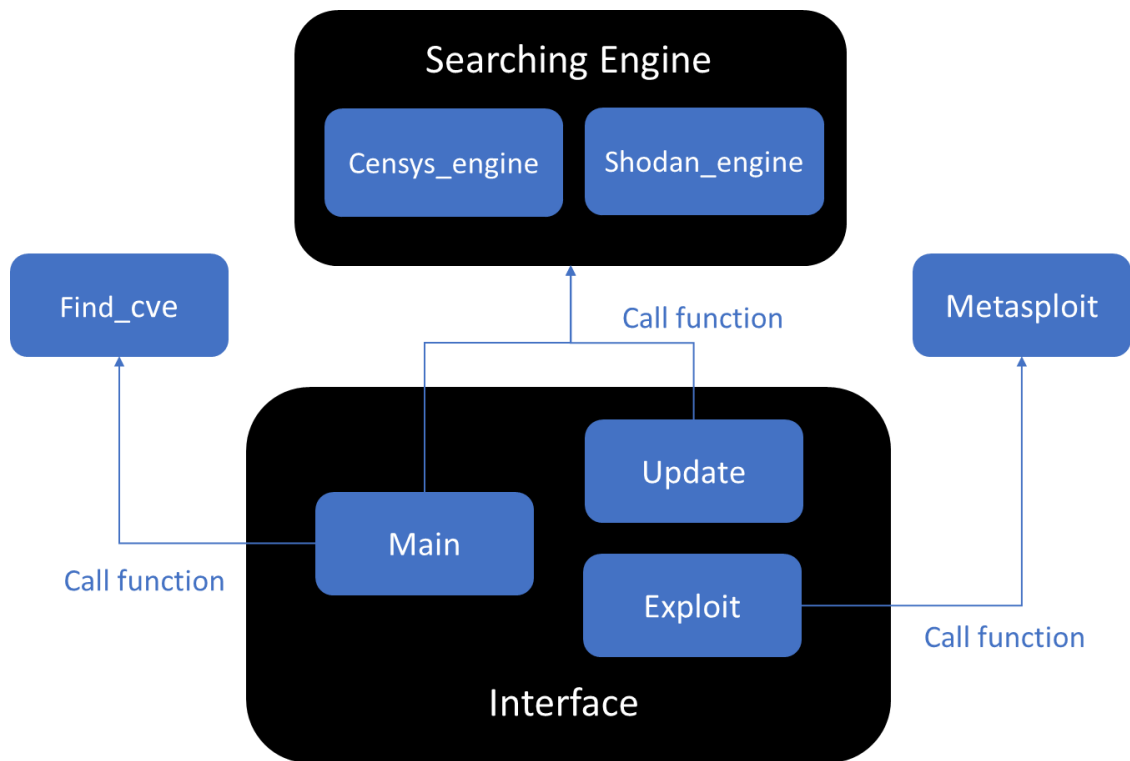 Searching Engine
Censys_engine
Shodan_engine
Find_cve
Call function
Metasploit
Update
Main
Call function
Exploit
Call function
Interface